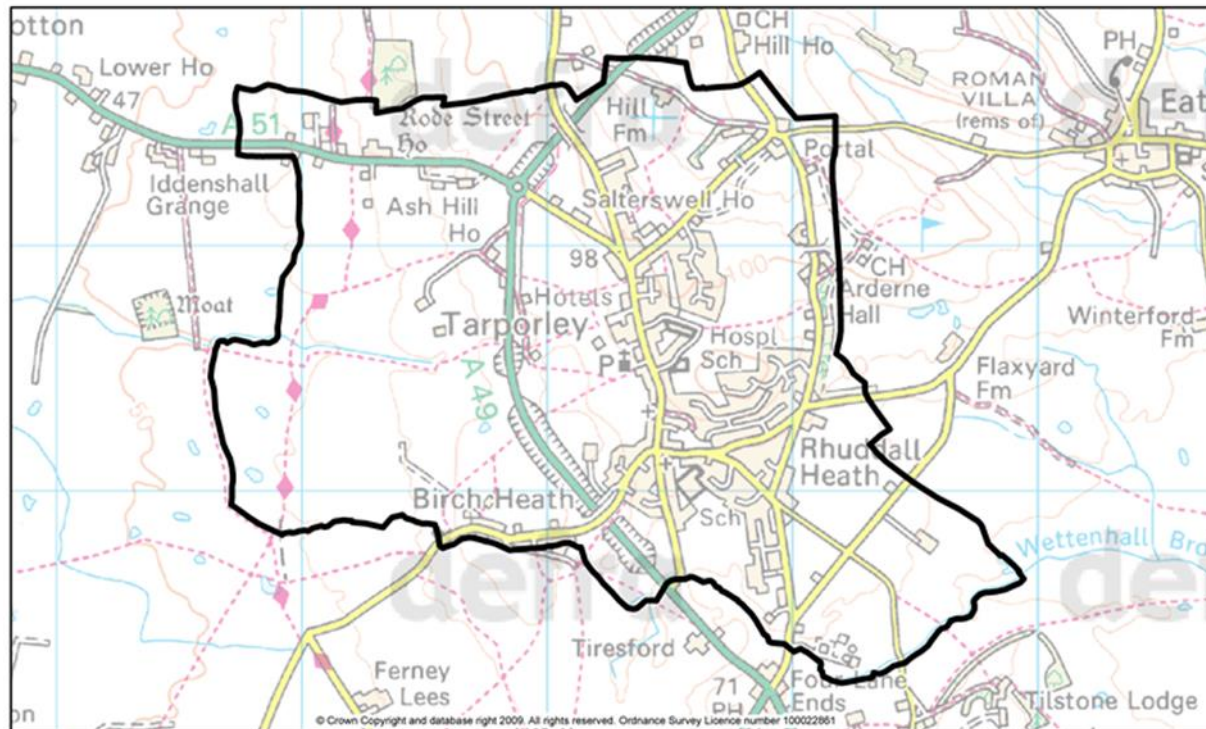 otton
Lower Ho
47
A 51
Iddenshall
Grange
Rode Street
Ho
Ash Hill
Ho
CH
Hill Ho
Hill
Fm
Portal
Salterswell Ho
98
100
ROMAN
VILLA
(rems of)
PH
Eat
Moat
Hotels
Tarporley
A 49
P
Hospl
Sch
CH
Arderne
Hall
Winterford
Fm
Flaxyard
Fm
Rhuddall
Heath
Birch Heath
Sch
Wettenhall Bro
defra
Tiresford
71
PH
Four Lane
Ends
Ferney
Lees
Tilstone Lodge
on
© Crown Copyright and database right 2009. All rights reserved. Ordnance Survey Licence number 100022861